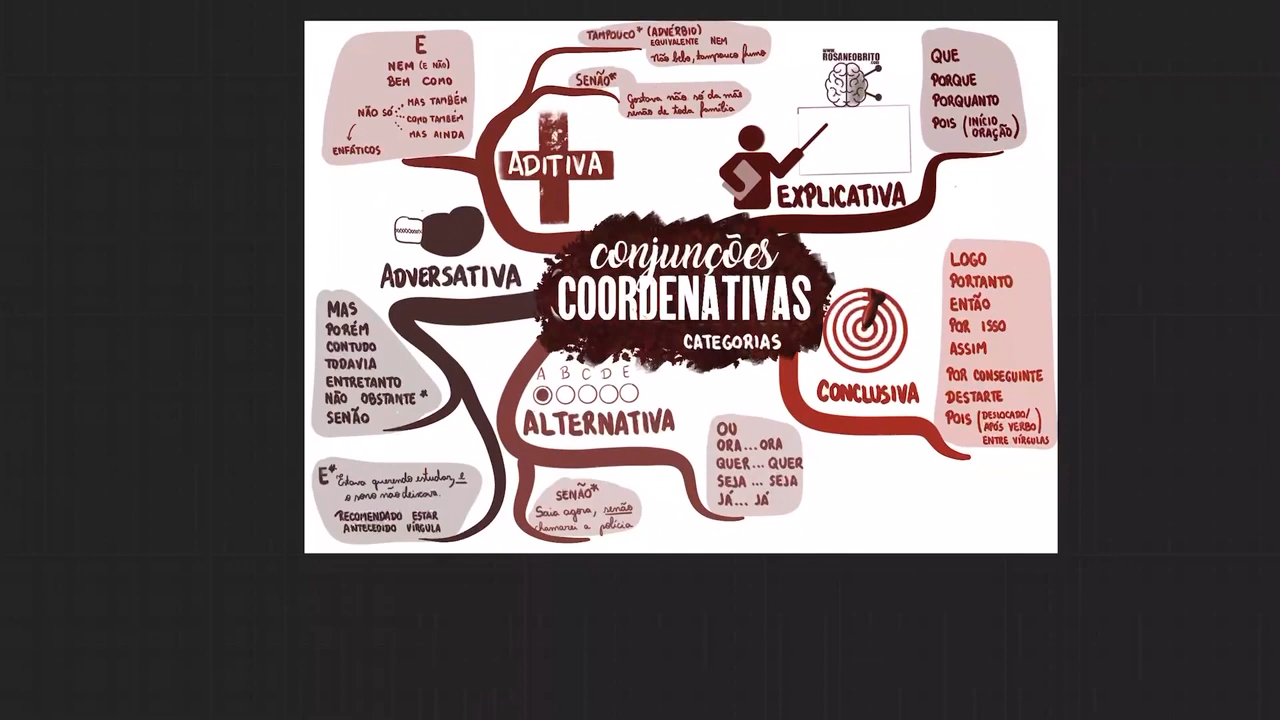 conjunções
COORDENATIVAS
CATEGORIAS
ADITIVA
E
NEM (E NÃO)
BEM COMO
NÃO SÓ
MAS TAMBÉM
COMO TAMBÉM
MAS AINDA
ENFÁTICOS
TAMPOUCO* (ADVÉRBIO)
EQUIVALENTE NEM
Não bebo, tampouco fumo
SENÃO*
Gostava não só da mãe
senão de toda família
www.
ROSANEOBRITO
.com
EXPLICATIVA
QUE
PORQUE
PORQUANTO
POIS (INÍCIO
ORAÇÃO)
ADVERSATIVA
MAS
PORÉM
CONTUDO
TODAVIA
ENTRETANTO
NÃO OBSTANTE*
SENÃO
E* Estava querendo estudar, e
o sono não deixava.
*RECOMENDADO ESTAR
ANTECEDIDO VÍRGULA
A B C D E
ALTERNATIVA
OU
ORA...ORA
QUER... QUER
SEJA ... SEJA
JÁ... JÁ
SENÃO*
Saia agora, senão
chamarei a polícia
CONCLUSIVA
LOGO
PORTANTO
ENTÃO
POR ISSO
ASSIM
POR CONSEGUINTE
DESTARTE
POIS (DESLOCADO/
APÓS VERBO)
ENTRE VÍRGULAS